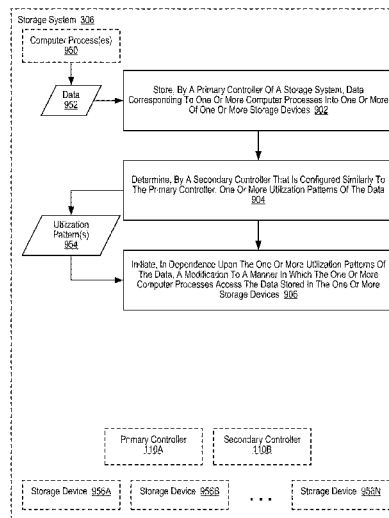 Storage System 306
Computer Process(es)
950
Data
952
Store, By A Primary Controller Of A Storage System, Data
Corresponding To One Or More Computer Processes Into One Or More
Of One Or More Storage Devices 902
Determine, By A Secondary Controller That Is Configured Similarly To
The Primary Controller, One Or More Utilization Patterns Of The Data
904
Utilization
Pattern(s)
954
Initiate, In Dependence Upon The One Or More Utilization Patterns Of
The Data, A Modification To A Manner In Which The One Or More
Computer Processes Access The Data Stored In The One Or More
Storage Devices 906
Primary Controller
110A
Secondary Controller
110B
Storage Device 956A
Storage Device 956B
...
Storage Device 956N